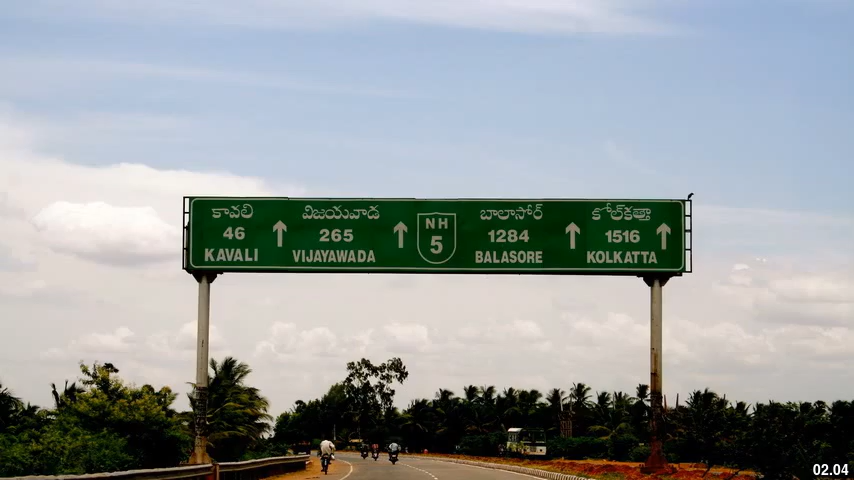 కావలి
46
KAVALI
విజయవాడ
265
VIJAYAWADA
NH
5
బాలాసోర్
1284
BALASORE
కోల్‌కత్తా
1516
KOLKATTA
02.04